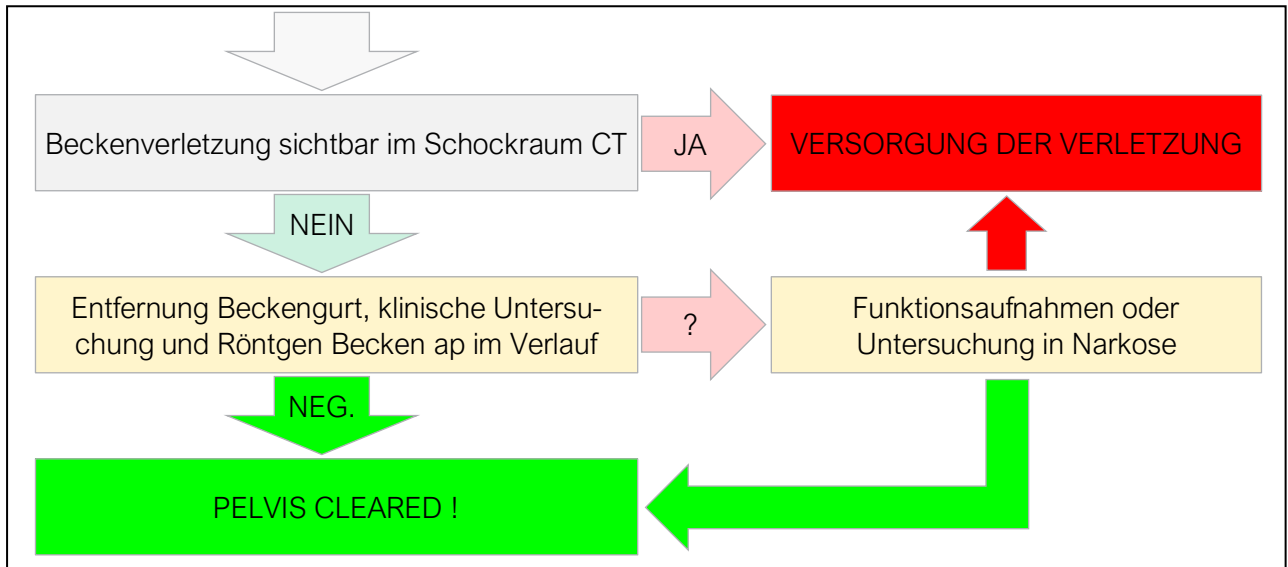 Beckenverletzung sichtbar im Schockraum CT
JA
VERSORGUNG DER VERLETZUNG
NEIN
Entfernung Beckengurt, klinische Untersu-
chung und Röntgen Becken ap im Verlauf
?
Funktionsaufnahmen oder
Untersuchung in Narkose
NEG.
PELVIS CLEARED !